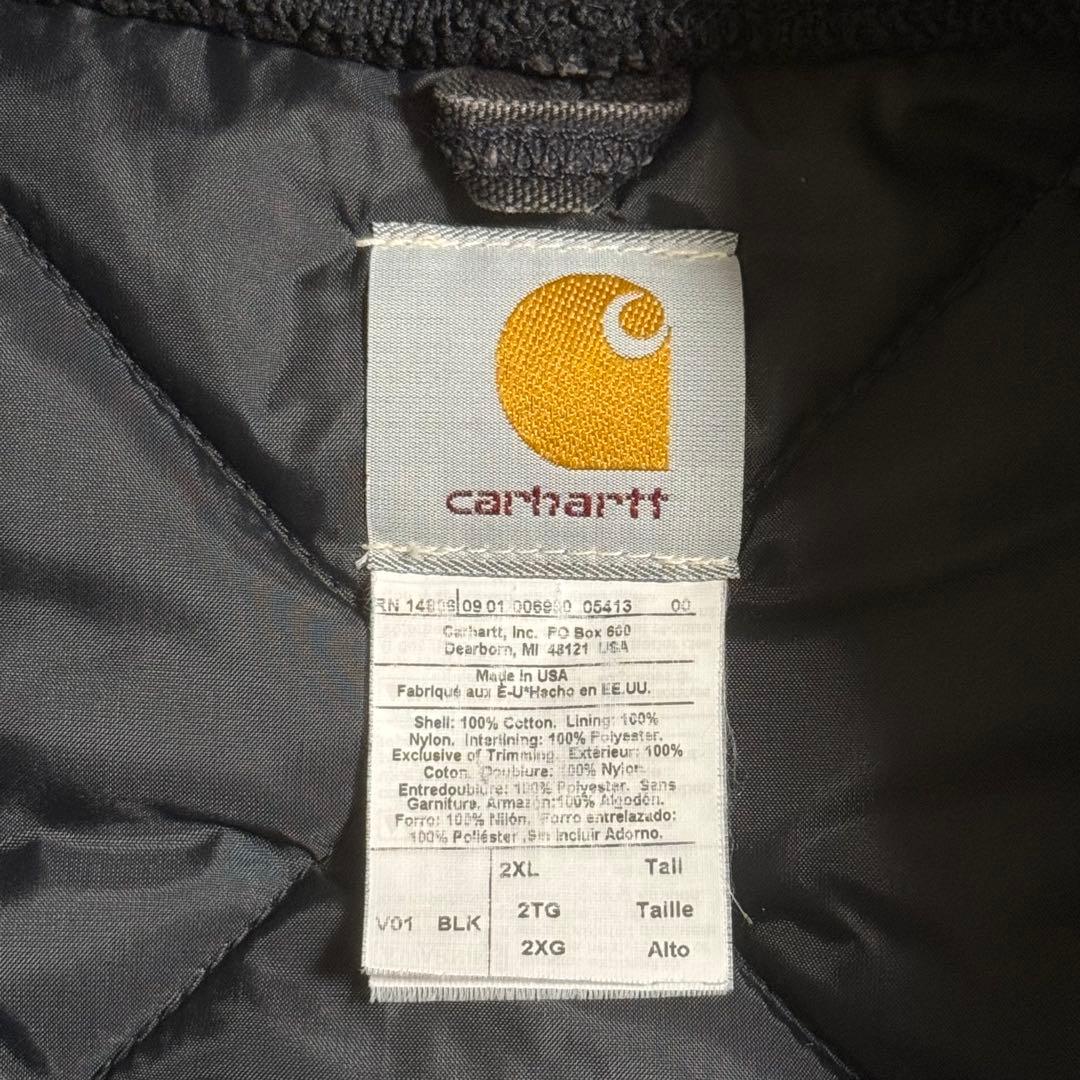 carhartt
RN 14806 09 01 05413 00
Carhartt, Inc. PO Box 600
Dearborn, MI 48121 USA
Made in USA
Fabriqué aux E-U*Hecho en EE.UU.
Shell: 100% Cotton. Lining: 100%
Nylon. Interlining: 100% Polyester.
Exclusive of Trimming. Extérieur: 100%
Coton. Doublure: 100% Nylon.
Entredoublure: 100% Polyester. Sans
Garniture. Armazón:100% Algodón.
Forro: 100% Nilón. Forro entrelazado:
100% Poliéster .Sin Incluir Adorno.
2XL Tall
V01 BLK 2TG Taille
2XG Alto